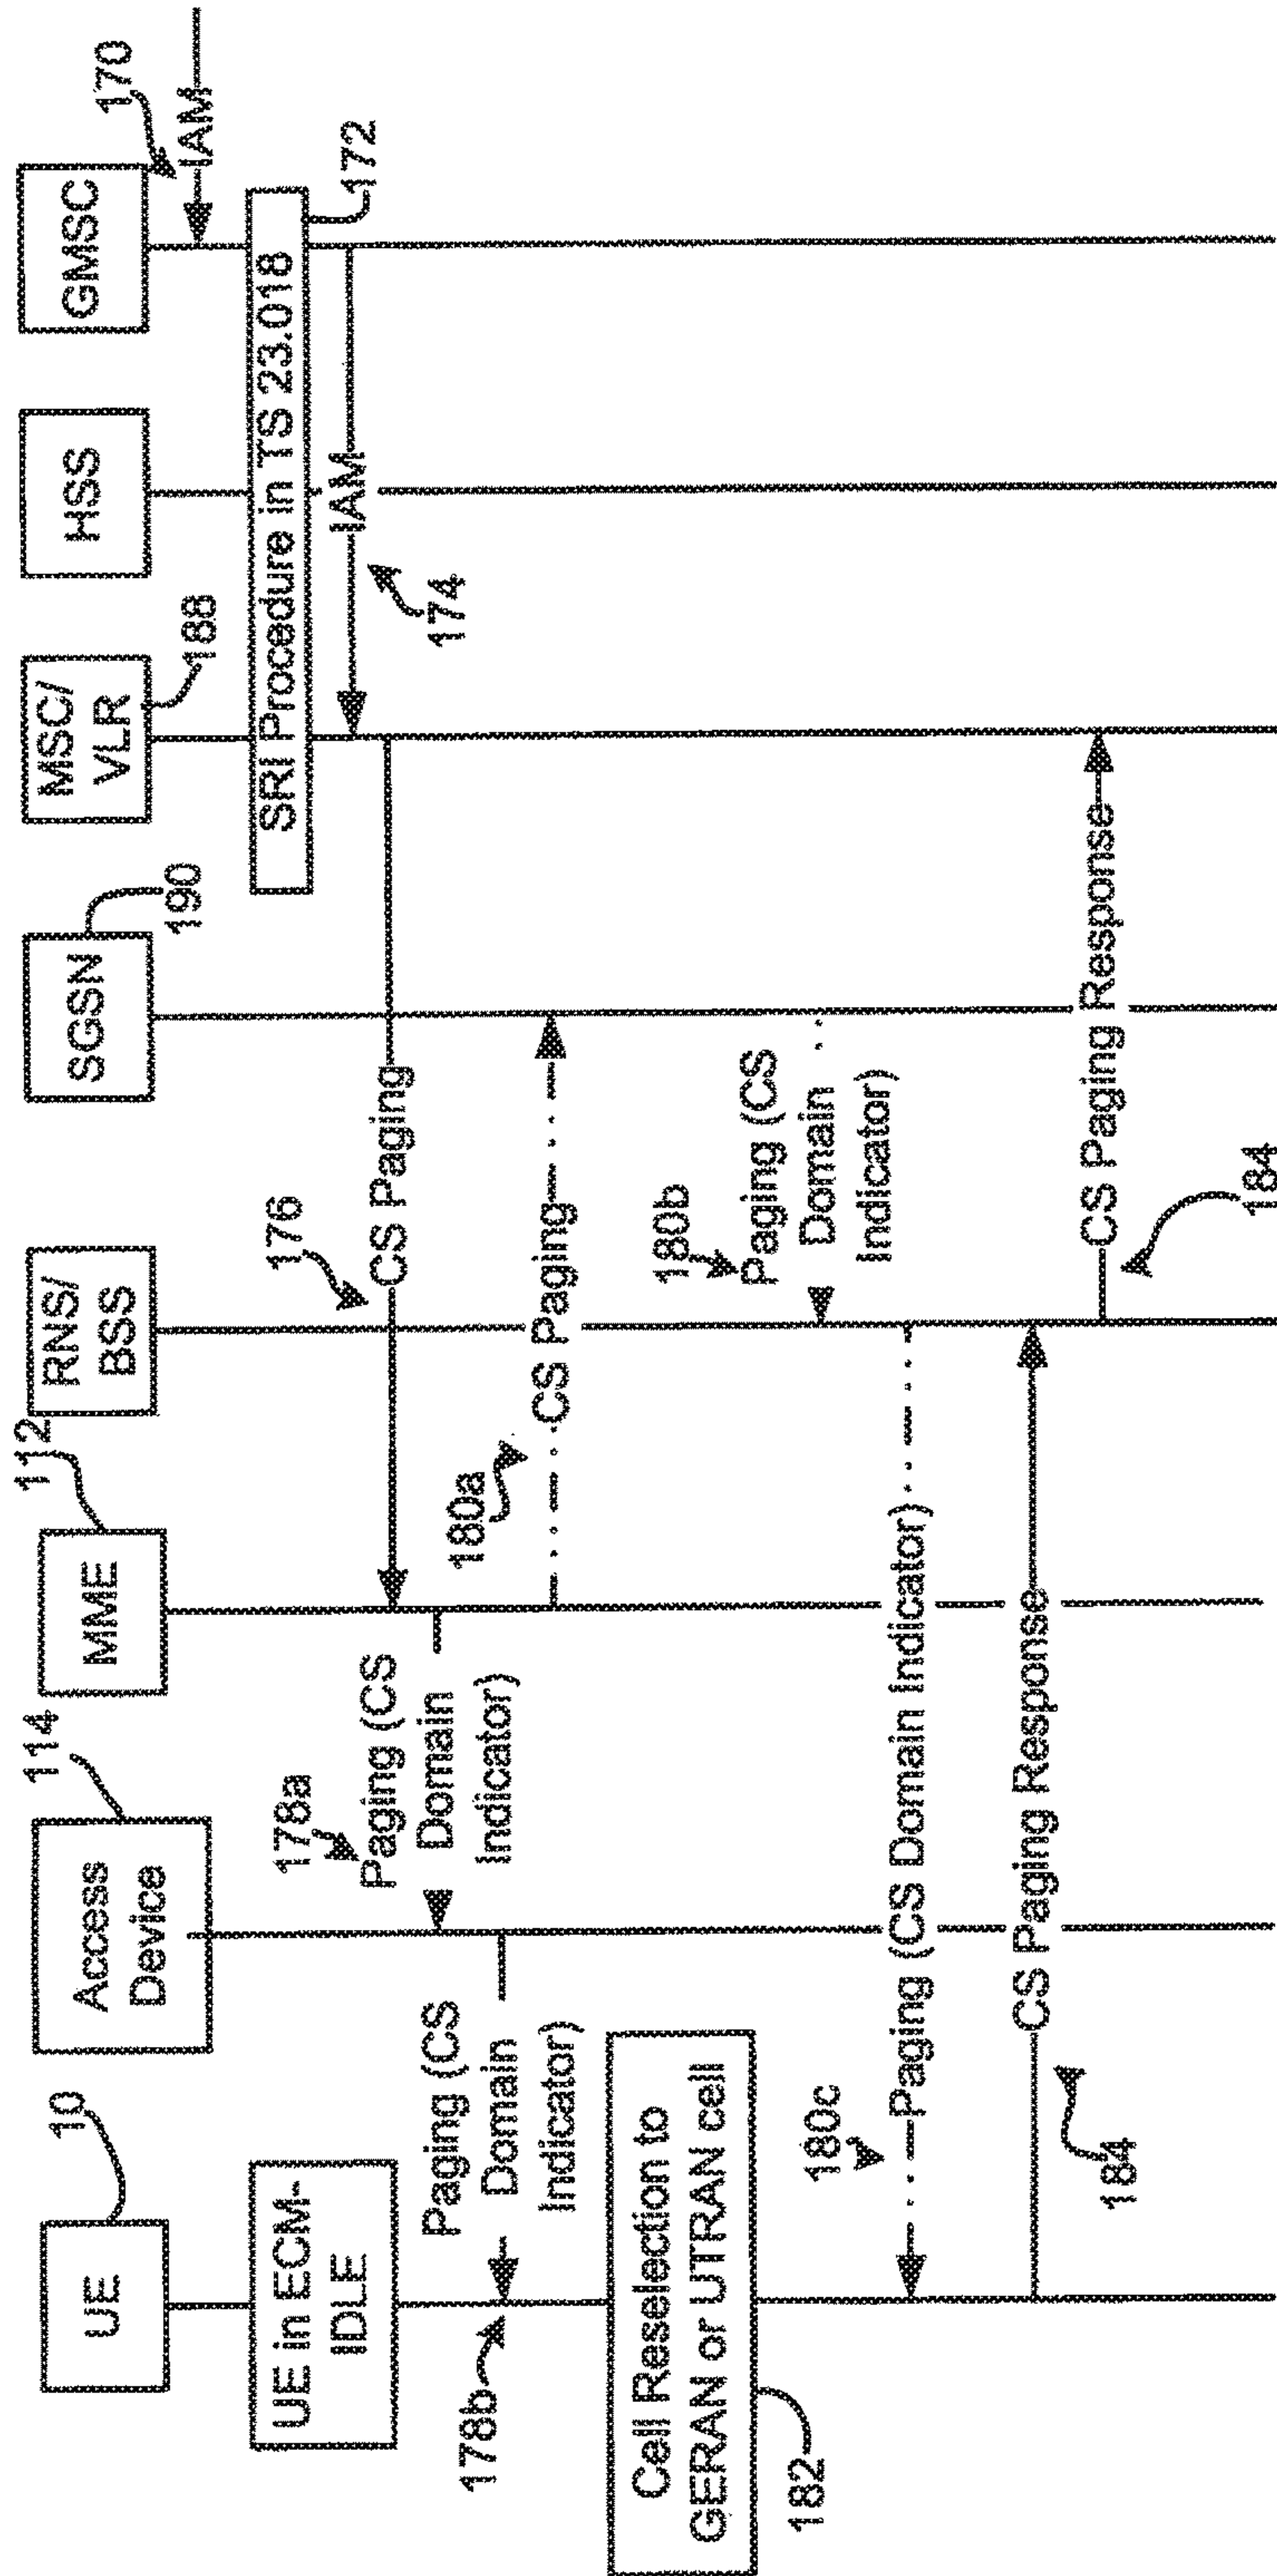 UE
10
Access
Device
114
MME
112
RNS/
BSS
SGSN
190
MSC/
VLR
188
HSS
GMSC
170
IAM
UE in ECM-
IDLE
SRI Procedure in TS 23.018
172
IAM
174
176
CS Paging
178a
Paging (CS
Domain
Indicator)
178b
Paging (CS
Domain
Indicator)
180a
CS Paging
Cell Reselection to
GERAN or UTRAN cell
182
180b
Paging (CS
Domain
Indicator)
180c
Paging (CS Domain Indicator)
CS Paging Response
184
CS Paging Response
184